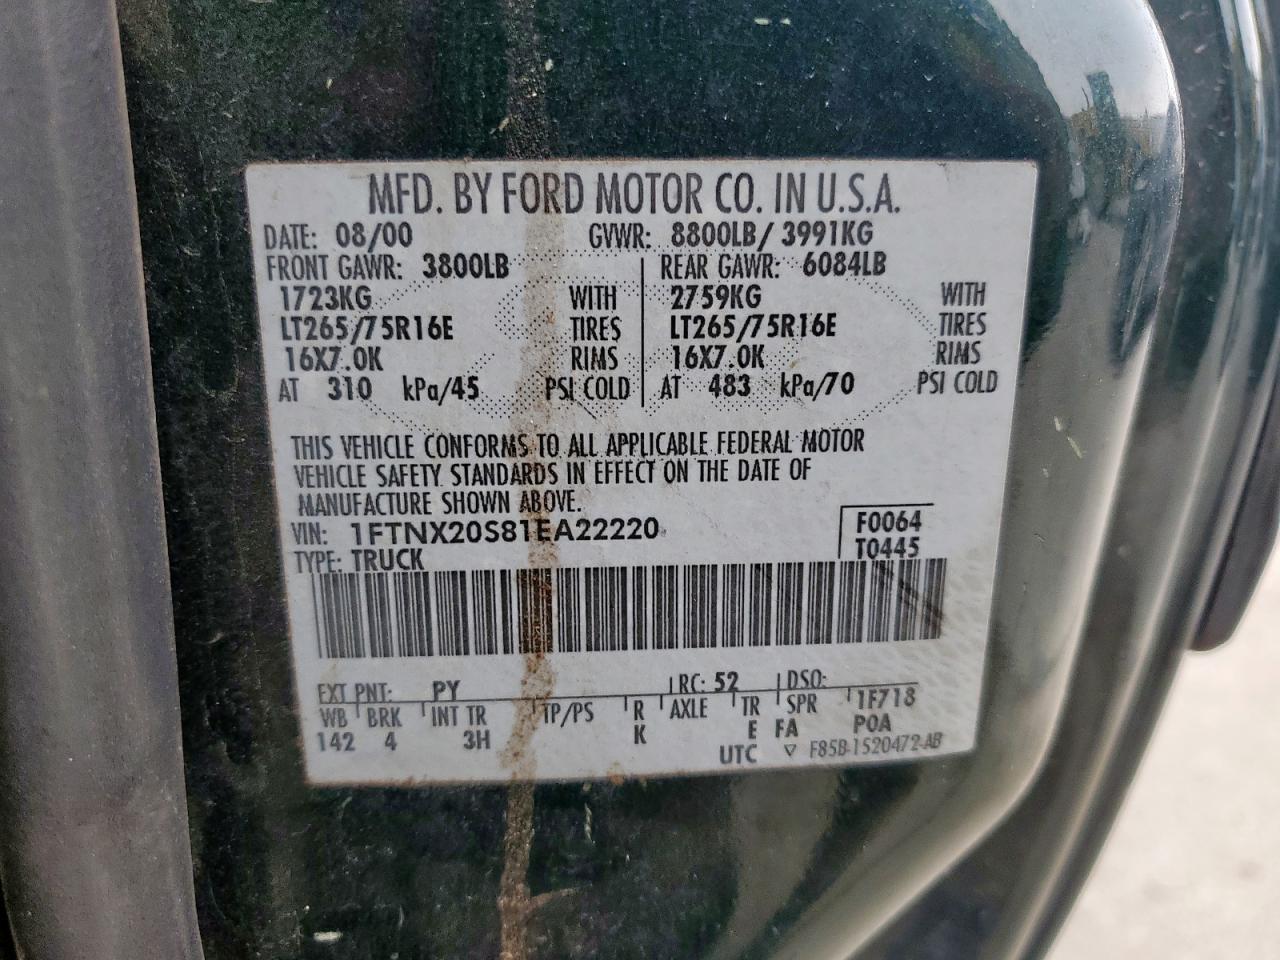 MFD. BY FORD MOTOR CO. IN U.S.A.
DATE: 08/00 GVWR: 8800LB/ 3991KG
FRONT GAWR: 3800LB REAR GAWR: 6084LB
1723KG WITH 2759KG WITH
LT265/75R16E TIRES LT265/75R16E TIRES
16X7.0K RIMS 16X7.0K RIMS
AT 310 kPa/45 PSI COLD AT 483 kPa/70 PSI COLD
THIS VEHICLE CONFORMS TO ALL APPLICABLE FEDERAL MOTOR
VEHICLE SAFETY STANDARDS IN EFFECT ON THE DATE OF
MANUFACTURE SHOWN ABOVE.
VIN: 1FTNX20S81EA22220 F0064
TYPE: TRUCK T0445
EXT PNT: PY RC: 52 DSO:
WB BRK INT TR TP/PS R AXLE TR SPR 1F718
142 4 3H K E FA POA
UTC ▽ F85B-1520472-AB